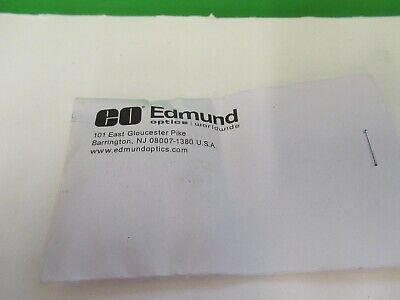 eo® Edmund
optics | worldwide
101 East Gloucester Pike
Barrington, NJ 08007-1380 U.S.A.
www.edmundoptics.com